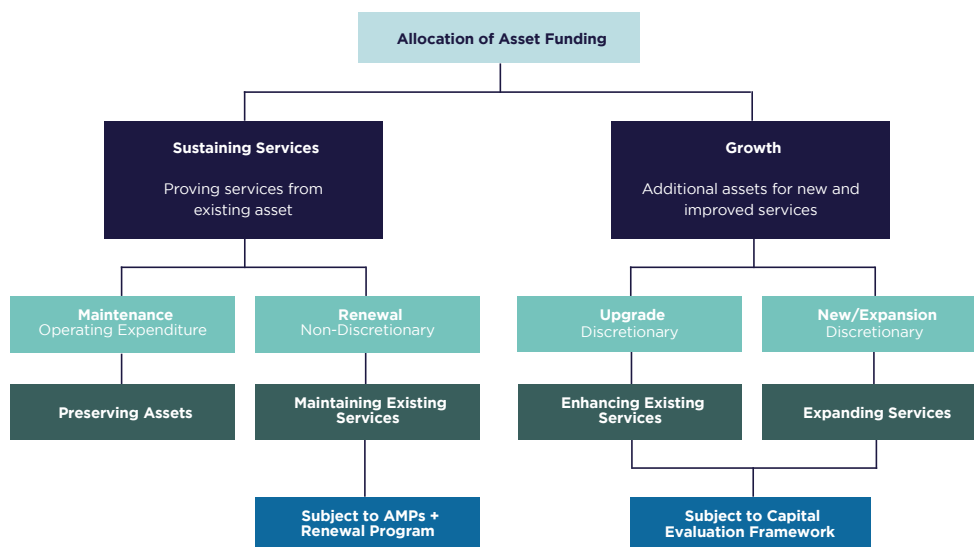 Allocation of Asset Funding
Sustaining Services
Proving services from
existing asset
Growth
Additional assets for new and
improved services
Maintenance
Operating Expenditure
Renewal
Non-Discretionary
Upgrade
Discretionary
New/Expansion
Discretionary
Preserving Assets
Maintaining Existing
Services
Enhancing Existing
Services
Expanding Services
Subject to AMPs +
Renewal Program
Subject to Capital
Evaluation Framework